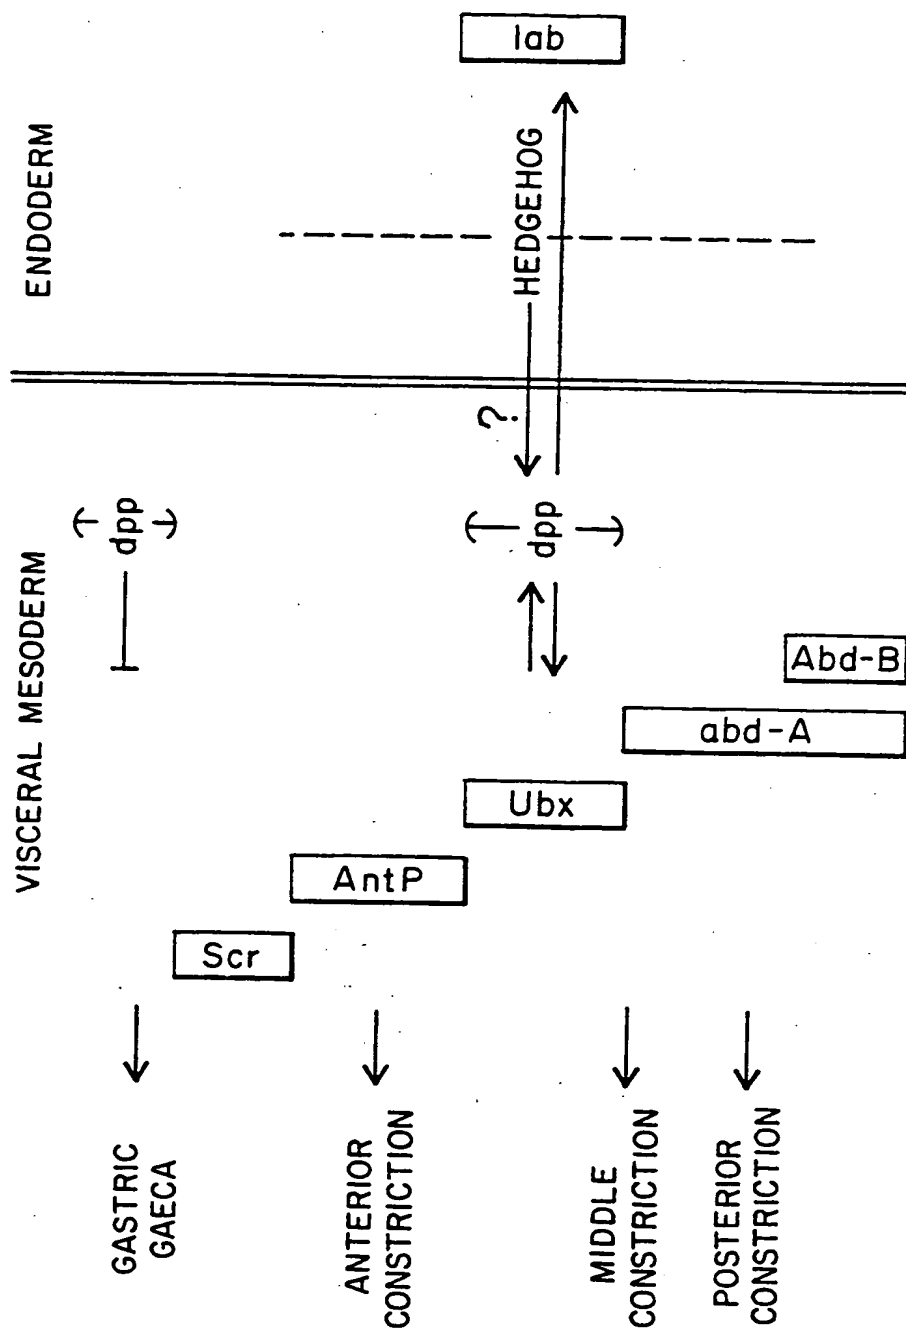 VISCERAL MESODERM
ENDODERM
GASTRIC
GAECA
Scr
dpp
ANTERIOR
CONSTRICTION
AntP
MIDDLE
CONSTRICTION
Ubx
dpp
?
HEDGEHOG
lab
POSTERIOR
CONSTRICTION
abd-A
Abd-B